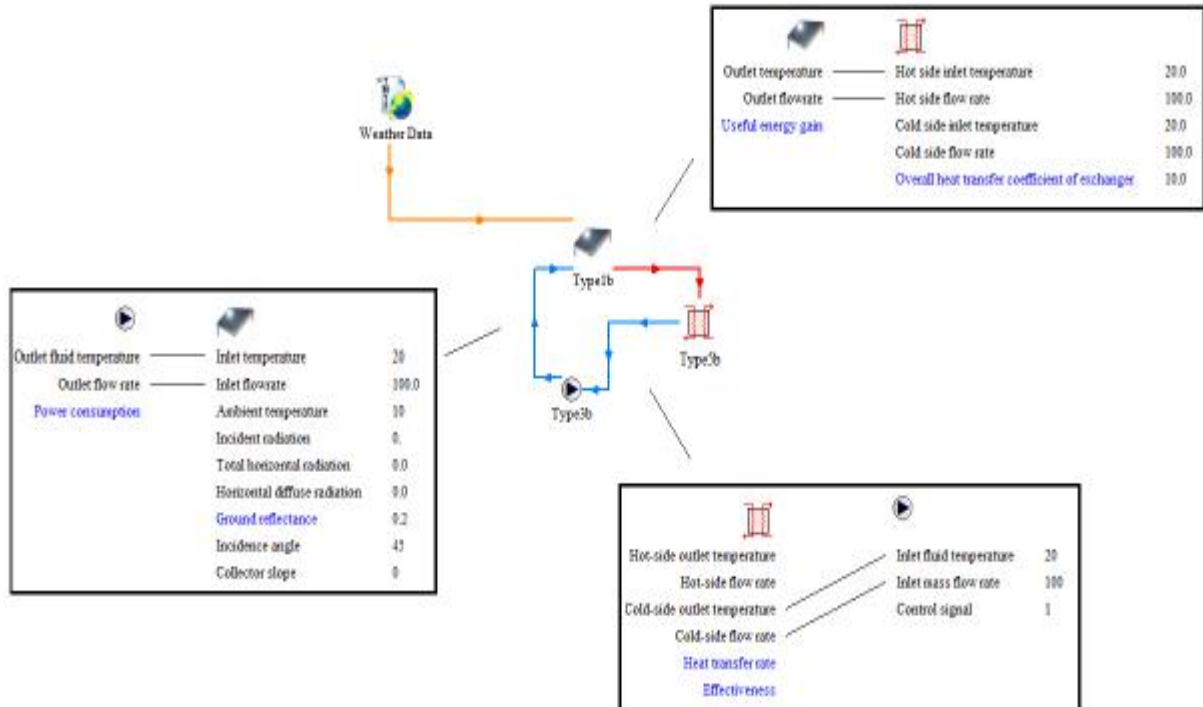 Outlet temperature Hot side inlet temperature 20.0
Outlet flowrate Hot side flow rate 100.0
Useful energy gain Cold side inlet temperature 20.0
Cold side flow rate 100.0
Overall heat transfer coefficient of exchanger 10.0
Weather Data
Type1b
Type5b
Type3b
Outlet fluid temperature Inlet temperature 20
Outlet flow rate Inlet flowrate 100.0
Power consumption Ambient temperature 10
Incident radiation 0.
Total horizontal radiation 0.0
Horizontal diffuse radiation 0.0
Ground reflectance 0.2
Incidence angle 45
Collector slope 0
Hot-side outlet temperature Inlet fluid temperature 20
Hot-side flow rate Inlet mass flow rate 100
Cold-side outlet temperature Control signal 1
Cold-side flow rate
Heat transfer rate
Effectiveness